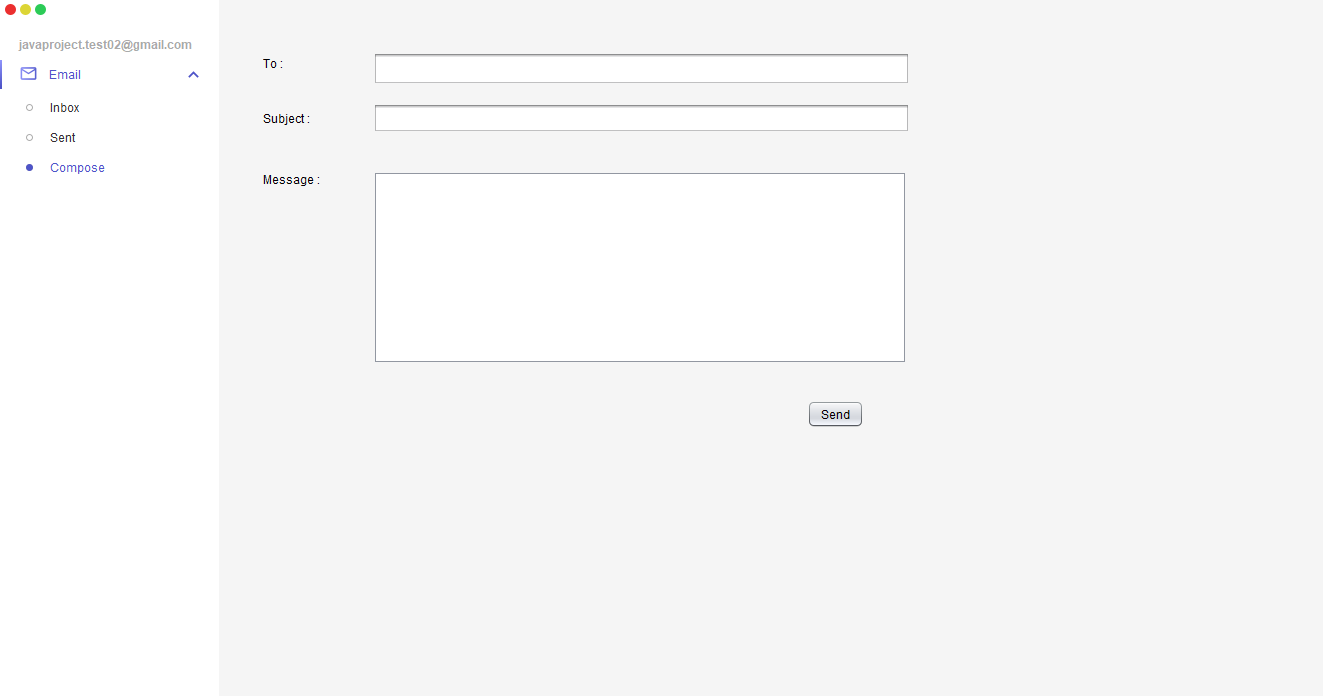 javaproject.test02@gmail.com
Email
Inbox
Sent
Compose
To :
Subject :
Message :
Send